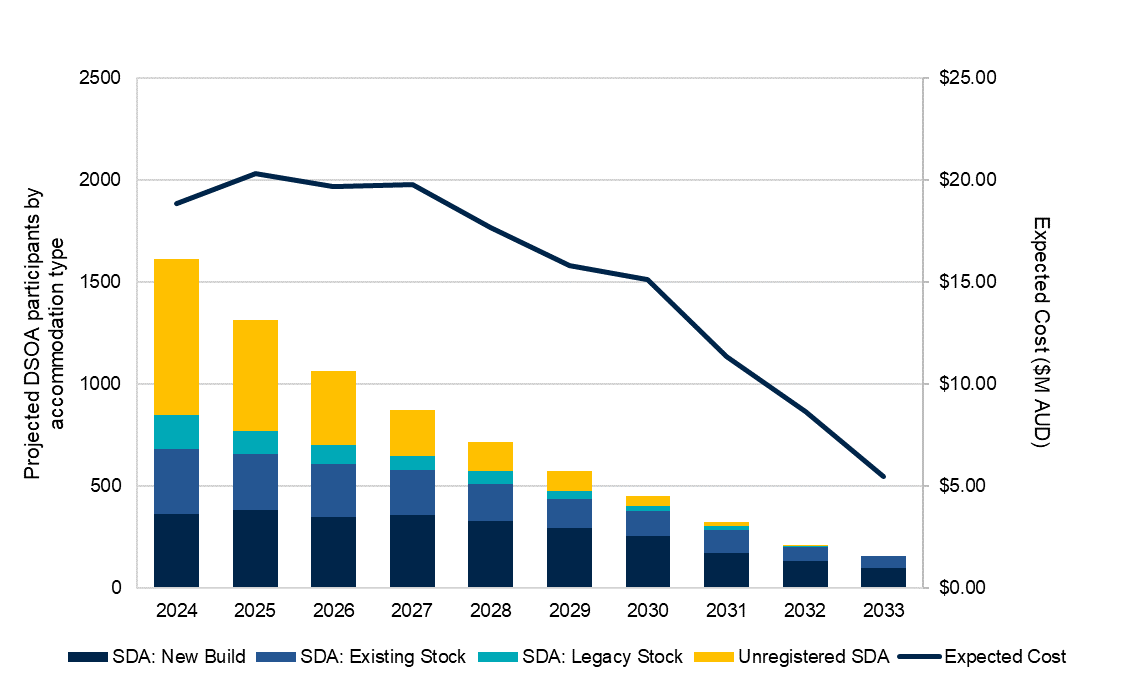 2500
2000
1500
1000
500
0
$25.00
$20.00
$15.00
$10.00
$5.00
$0.00
Projected DSOA participants by
accommodation type
Expected Cost ($M AUD)
2024 2025 2026 2027 2028 2029 2030 2031 2032 2033
SDA: New Build SDA: Existing Stock SDA: Legacy Stock Unregistered SDA Expected Cost